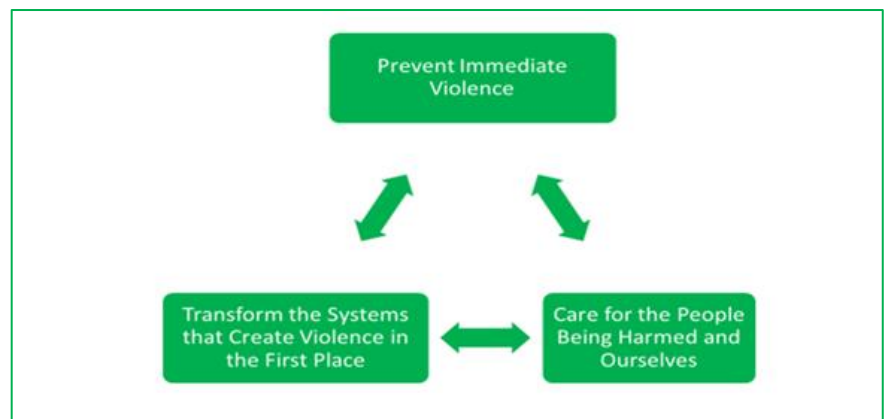 Prevent Immediate
Violence
Transform the Systems
that Create Violence in
the First Place
Care for the People
Being Harmed and
Ourselves